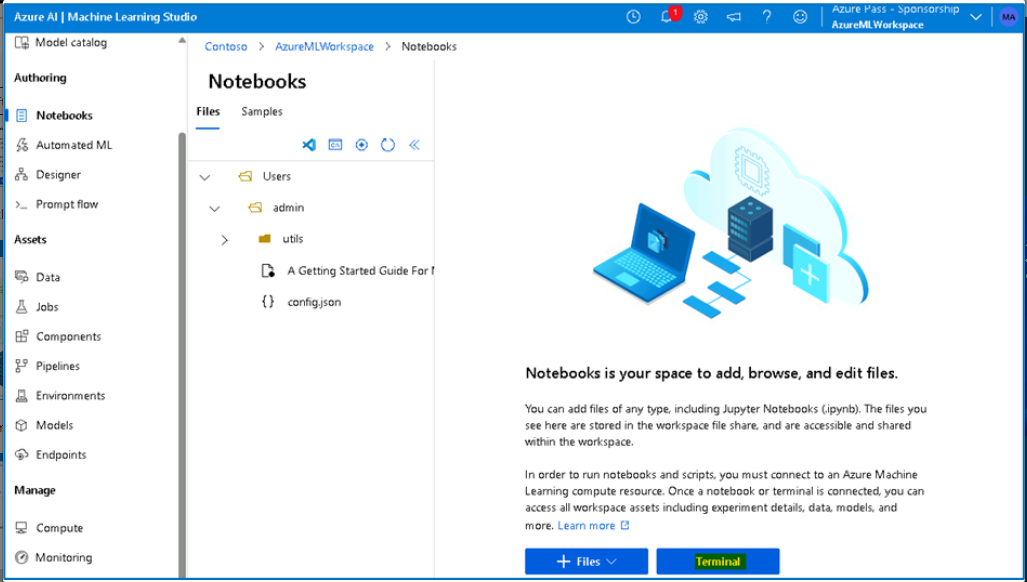 Azure AI | Machine Learning Studio
1
Azure Pass - Sponsorship
AzureMLWorkspace
MA
Model catalog
Authoring
Notebooks
Automated ML
Designer
>_ Prompt flow
Assets
Data
Jobs
Components
Pipelines
Environments
Models
Endpoints
Manage
Compute
Monitoring
Contoso > AzureMLWorkspace > Notebooks
Notebooks
Files Samples
Users
admin
utils
A Getting Started Guide For
{} config.json
Notebooks is your space to add, browse, and edit files.
You can add files of any type, including Jupyter Notebooks (.ipynb). The files you
see here are stored in the workspace file share, and are accessible and shared
within the workspace.
In order to run notebooks and scripts, you must connect to an Azure Machine
Learning compute resource. Once a notebook or terminal is connected, you can
access all workspace assets including experiment details, data, models, and
more. Learn more
+ Files
Terminal